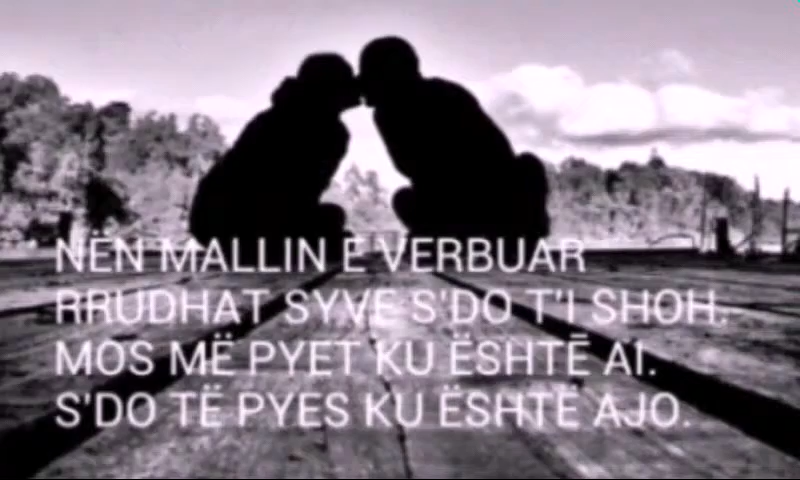 NËN MALLIN E VERBUAR
RRUDHAT SYVE S'DO T'I SHOH.
MOS MË PYET KU ËSHTË AI.
S'DO TË PYES KU ËSHTË AJO.